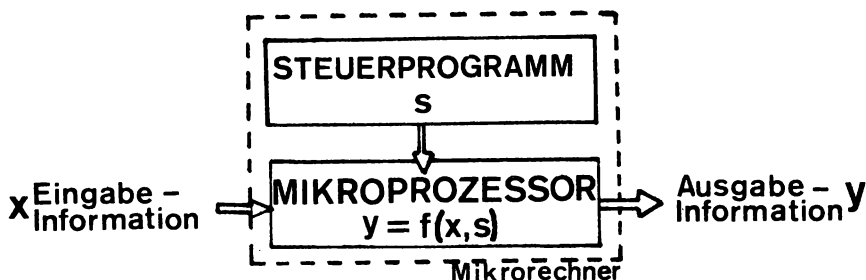 STEUERPROGRAMM
s
x Eingabe-
Information
MIKROPROZESSOR
y = f(x,s)
Ausgabe-
Information y
Mikrorechner